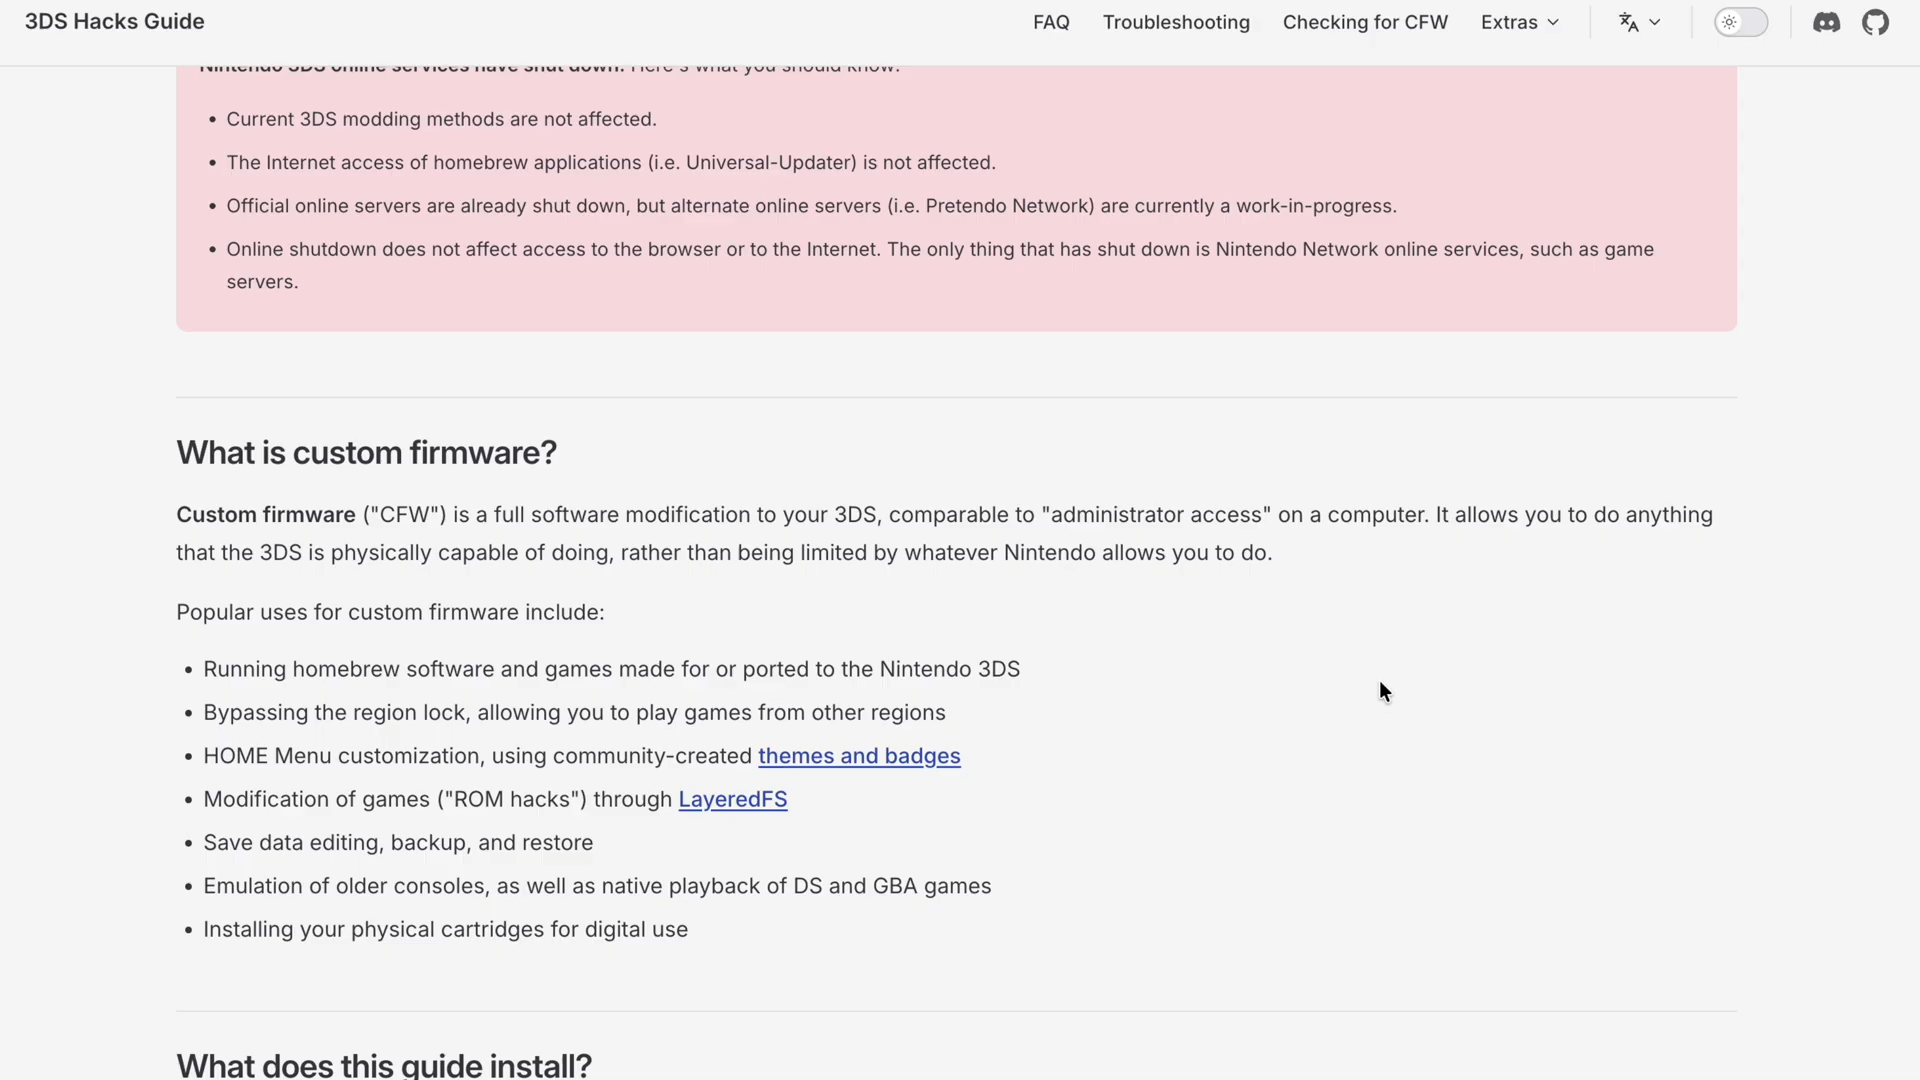 3DS Hacks Guide
FAQ
Troubleshooting
Checking for CFW
Extras
Nintendo 3DS online services have shut down. Here's what you should know:
• Current 3DS modding methods are not affected.
• The Internet access of homebrew applications (i.e. Universal-Updater) is not affected.
• Official online servers are already shut down, but alternate online servers (i.e. Pretendo Network) are currently a work-in-progress.
• Online shutdown does not affect access to the browser or to the Internet. The only thing that has shut down is Nintendo Network online services, such as game
servers.
What is custom firmware?
Custom firmware ("CFW") is a full software modification to your 3DS, comparable to "administrator access" on a computer. It allows you to do anything
that the 3DS is physically capable of doing, rather than being limited by whatever Nintendo allows you to do.
Popular uses for custom firmware include:
• Running homebrew software and games made for or ported to the Nintendo 3DS
• Bypassing the region lock, allowing you to play games from other regions
• HOME Menu customization, using community-created themes and badges
• Modification of games ("ROM hacks") through LayeredFS
• Save data editing, backup, and restore
• Emulation of older consoles, as well as native playback of DS and GBA games
• Installing your physical cartridges for digital use
What does this guide install?